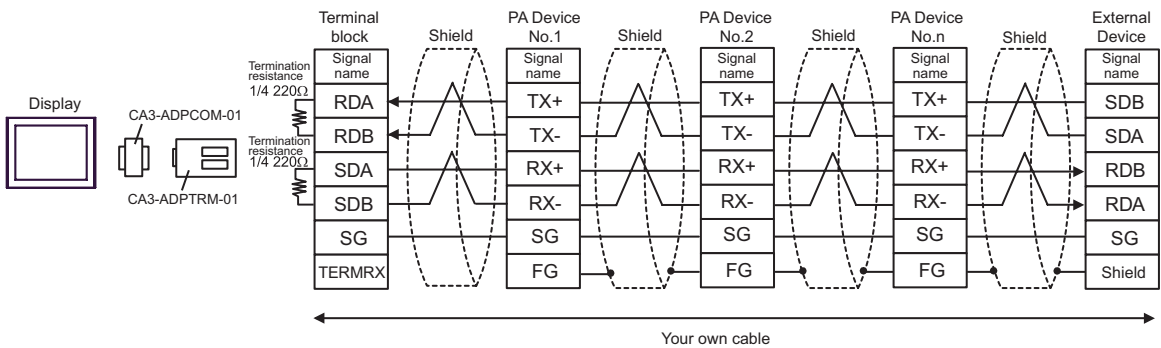 Terminal block
PA Device No.1
PA Device No.2
PA Device No.n
External Device
Shield
Shield
Shield
Shield
Signal name
Signal name
Signal name
Signal name
Signal name
Termination resistance 1/4 220Ω
RDA
TX+
TX+
TX+
SDB
Display
CA3-ADPCOM-01
RDB
TX-
TX-
TX-
SDA
Termination resistance 1/4 220Ω
SDA
RX+
RX+
RX+
RDB
CA3-ADPTRM-01
SDB
RX-
RX-
RX-
RDA
SG
SG
SG
SG
SG
TERMRX
FG
FG
FG
Shield
Your own cable